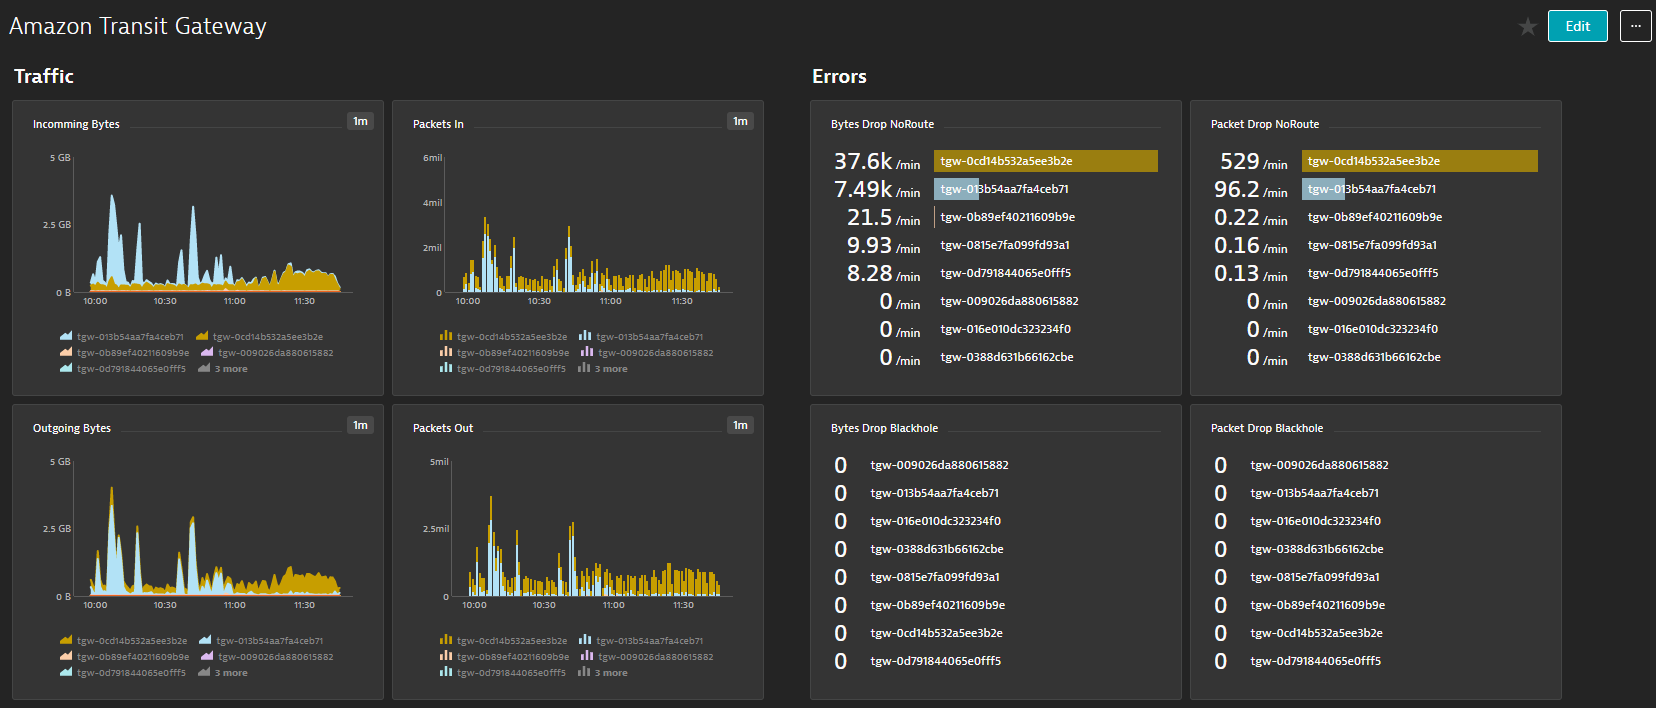 Amazon Transit Gateway
Edit
...
Traffic
Incomming Bytes
1m
5 GB
2.5 GB
0 B
10:00 10:30 11:00 11:30
tgw-013b54aa7fa4ceb71 tgw-0cd14b532a5ee3b2e
tgw-0b89ef40211609b9e tgw-009026da880615882
tgw-0d791844065e0fff5 3 more
Packets In
1m
6mil
4mil
2mil
0
10:00 10:30 11:00 11:30
tgw-0cd14b532a5ee3b2e tgw-013b54aa7fa4ceb71
tgw-0b89ef40211609b9e tgw-009026da880615882
tgw-0d791844065e0fff5 3 more
Outgoing Bytes
1m
5 GB
2.5 GB
0 B
10:00 10:30 11:00 11:30
tgw-0cd14b532a5ee3b2e tgw-013b54aa7fa4ceb71
tgw-0b89ef40211609b9e tgw-009026da880615882
tgw-0d791844065e0fff5 3 more
Packets Out
1m
5mil
2.5mil
0
10:00 10:30 11:00 11:30
tgw-0cd14b532a5ee3b2e tgw-013b54aa7fa4ceb71
tgw-0b89ef40211609b9e tgw-009026da880615882
tgw-0d791844065e0fff5 3 more
Errors
Bytes Drop NoRoute
37.6k /min tgw-0cd14b532a5ee3b2e
7.49k /min tgw-013b54aa7fa4ceb71
21.5 /min tgw-0b89ef40211609b9e
9.93 /min tgw-0815e7fa099fd93a1
8.28 /min tgw-0d791844065e0fff5
0 /min tgw-009026da880615882
0 /min tgw-016e010dc323234f0
0 /min tgw-0388d631b66162cbe
Packet Drop NoRoute
529 /min tgw-0cd14b532a5ee3b2e
96.2 /min tgw-013b54aa7fa4ceb71
0.22 /min tgw-0b89ef40211609b9e
0.16 /min tgw-0815e7fa099fd93a1
0.13 /min tgw-0d791844065e0fff5
0 /min tgw-009026da880615882
0 /min tgw-016e010dc323234f0
0 /min tgw-0388d631b66162cbe
Bytes Drop Blackhole
0 tgw-009026da880615882
0 tgw-013b54aa7fa4ceb71
0 tgw-016e010dc323234f0
0 tgw-0388d631b66162cbe
0 tgw-0815e7fa099fd93a1
0 tgw-0b89ef40211609b9e
0 tgw-0cd14b532a5ee3b2e
0 tgw-0d791844065e0fff5
Packet Drop Blackhole
0 tgw-009026da880615882
0 tgw-013b54aa7fa4ceb71
0 tgw-016e010dc323234f0
0 tgw-0388d631b66162cbe
0 tgw-0815e7fa099fd93a1
0 tgw-0b89ef40211609b9e
0 tgw-0cd14b532a5ee3b2e
0 tgw-0d791844065e0fff5